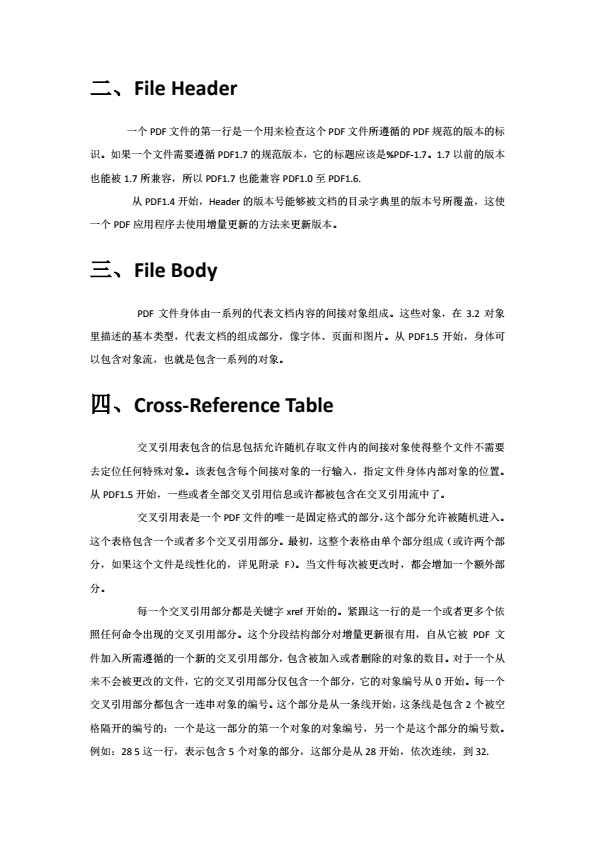 二、File Header
一个 PDF 文件的第一行是一个用来检查这个 PDF 文件所遵循的 PDF 规范的版本的标
识。如果一个文件需要遵循 PDF1.7 的规范版本，它的标题应该是%PDF-1.7。1.7 以前的版本
也能被 1.7 所兼容，所以 PDF1.7 也能兼容 PDF1.0 至 PDF1.6.
从 PDF1.4 开始，Header 的版本号能够被文档的目录字典里的版本号所覆盖，这使
一个 PDF 应用程序去使用增量更新的方法来更新版本。
三、File Body
PDF 文件身体由一系列的代表文档内容的间接对象组成。这些对象，在 3.2 对象
里描述的基本类型，代表文档的组成部分，像字体、页面和图片。从 PDF1.5 开始，身体可
以包含对象流，也就是包含一系列的对象。
四、Cross-Reference Table
交叉引用表包含的信息包括允许随机存取文件内的间接对象使得整个文件不需要
去定位任何特殊对象。该表包含每个间接对象的一行输入，指定文件身体内部对象的位置。
从 PDF1.5 开始，一些或者全部交叉引用信息或许都被包含在交叉引用流中了。
交叉引用表是一个 PDF 文件的唯一是固定格式的部分，这个部分允许被随机进入。
这个表格包含一个或者多个交叉引用部分。最初，这整个表格由单个部分组成（或许两个部
分，如果这个文件是线性化的，详见附录 F）。当文件每次被更改时，都会增加一个额外部
分。
每一个交叉引用部分都是关键字 xref 开始的。紧跟这一行的是一个或者更多个依
照任何命令出现的交叉引用部分。这个分段结构部分对增量更新很有用，自从它被 PDF 文
件加入所需遵循的一个新的交叉引用部分，包含被加入或者删除的对象的数目。对于一个从
来不会被更改的文件，它的交叉引用部分仅包含一个部分，它的对象编号从 0 开始。每一个
交叉引用部分都包含一连串对象的编号。这个部分是从一条线开始，这条线是包含 2 个被空
格隔开的编号的：一个是这一部分的第一个对象的对象编号，另一个是这个部分的编号数。
例如：28 5 这一行，表示包含 5 个对象的部分，这部分是从 28 开始，依次连续，到 32.